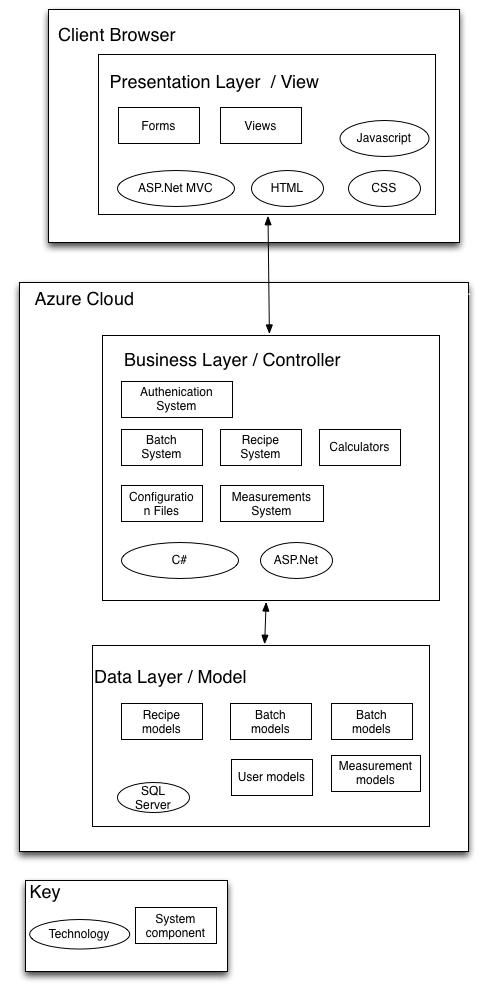 Client Browser
Presentation Layer / View
Forms
Views
Javascript
ASP.Net MVC
HTML
CSS
Azure Cloud
Business Layer / Controller
Authenication
System
Batch
System
Recipe
System
Calculators
Configuratio
n Files
Measurements
System
C#
ASP.Net
Data Layer / Model
Recipe
models
Batch
models
Batch
models
User models
Measurement
models
SQL
Server
Key
Technology
System
component